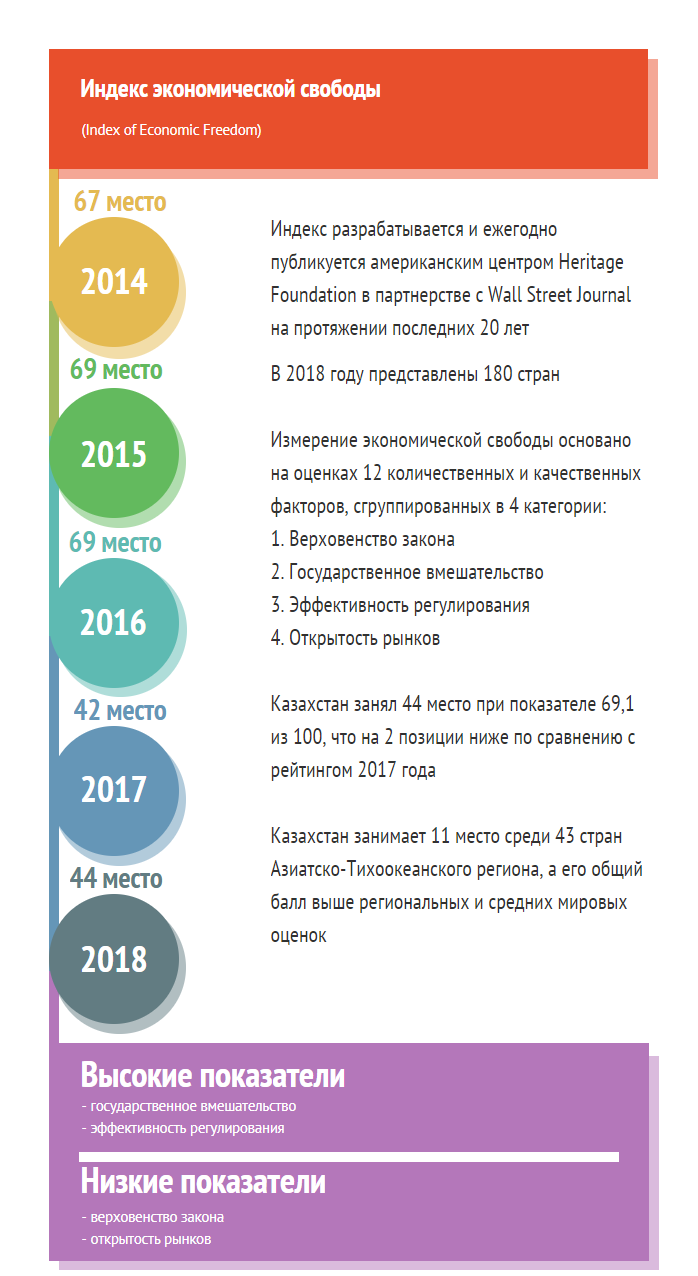 Индекс экономической свободы
(Index of Economic Freedom)
67 место
2014
69 место
2015
69 место
2016
42 место
2017
44 место
2018
Индекс разрабатывается и ежегодно
публикуется американским центром Heritage
Foundation в партнерстве с Wall Street Journal
на протяжении последних 20 лет
В 2018 году представлены 180 стран
Измерение экономической свободы основано
на оценках 12 количественных и качественных
факторов, сгруппированных в 4 категории:
1. Верховенство закона
2. Государственное вмешательство
3. Эффективность регулирования
4. Открытость рынков
Казахстан занял 44 место при показателе 69,1
из 100, что на 2 позиции ниже по сравнению с
рейтингом 2017 года
Казахстан занимает 11 место среди 43 стран
Азиатско-Тихоокеанского региона, а его общий
балл выше региональных и средних мировых
оценок
Высокие показатели
- государственное вмешательство
- эффективность регулирования
Низкие показатели
- верховенство закона
- открытость рынков